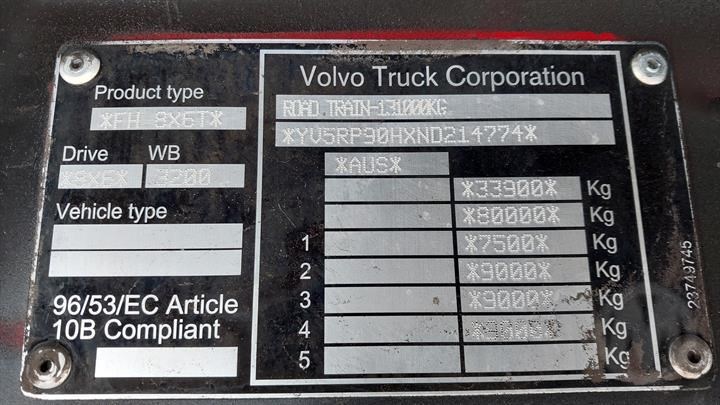 Volvo Truck Corporation
Product type
*FH 8X6T*
ROAD.TRAIN-131000KG
*YV5RP90HXND214774*
Drive WB
3200
*AUS*
*33900* Kg
*80000* Kg
Vehicle type
1 *7500* Kg
2 *9000* Kg
3 *9000* Kg
4 Kg
5 Kg
96/53/EC Article
10B Compliant
23749745